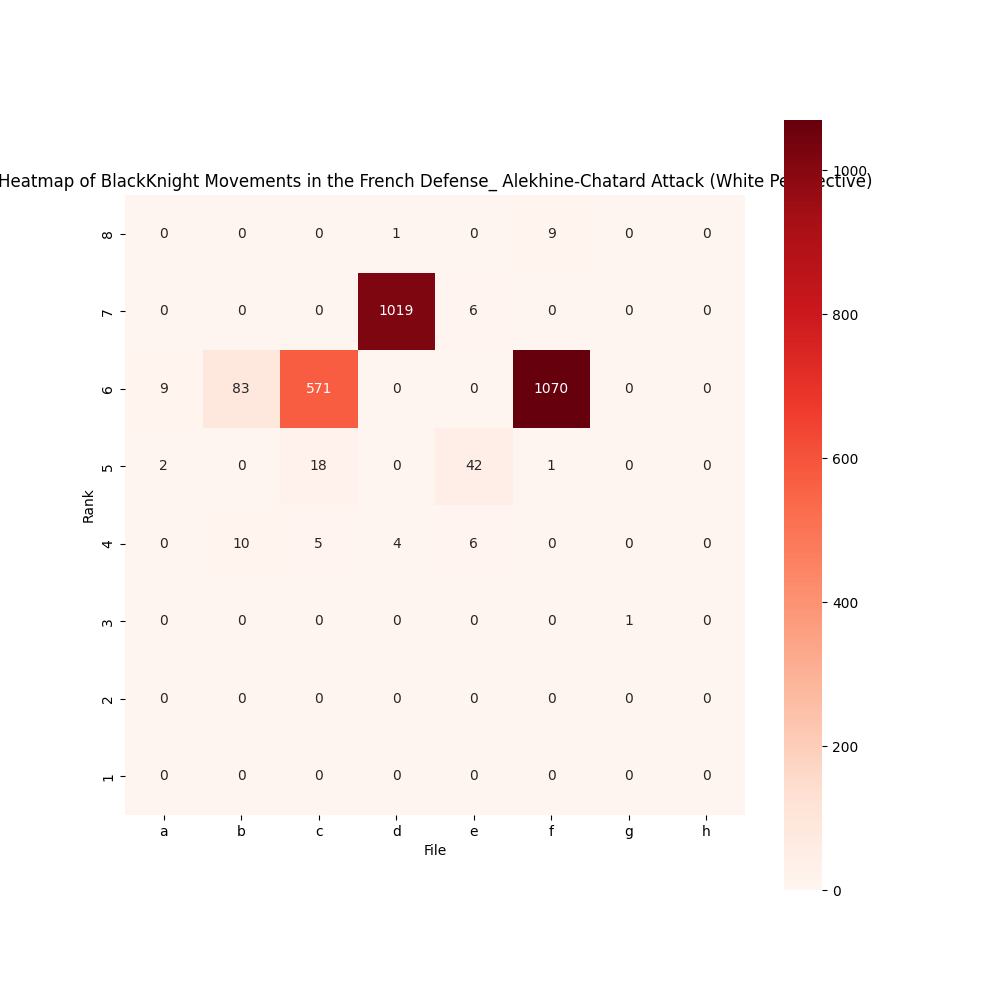 Heatmap of BlackKnight Movements in the French Defense_ Alekhine-Chatard Attack (White Perspective)
8 0 0 0 1 0 9 0 0
7 0 0 0 1019 6 0 0 0
6 9 83 571 0 0 1070 0 0
5 2 0 18 0 42 1 0 0
Rank
4 0 10 5 4 6 0 0 0
3 0 0 0 0 0 0 1 0
2 0 0 0 0 0 0 0 0
1 0 0 0 0 0 0 0 0
a b c d e f g h
File
1000
800
600
400
200
0